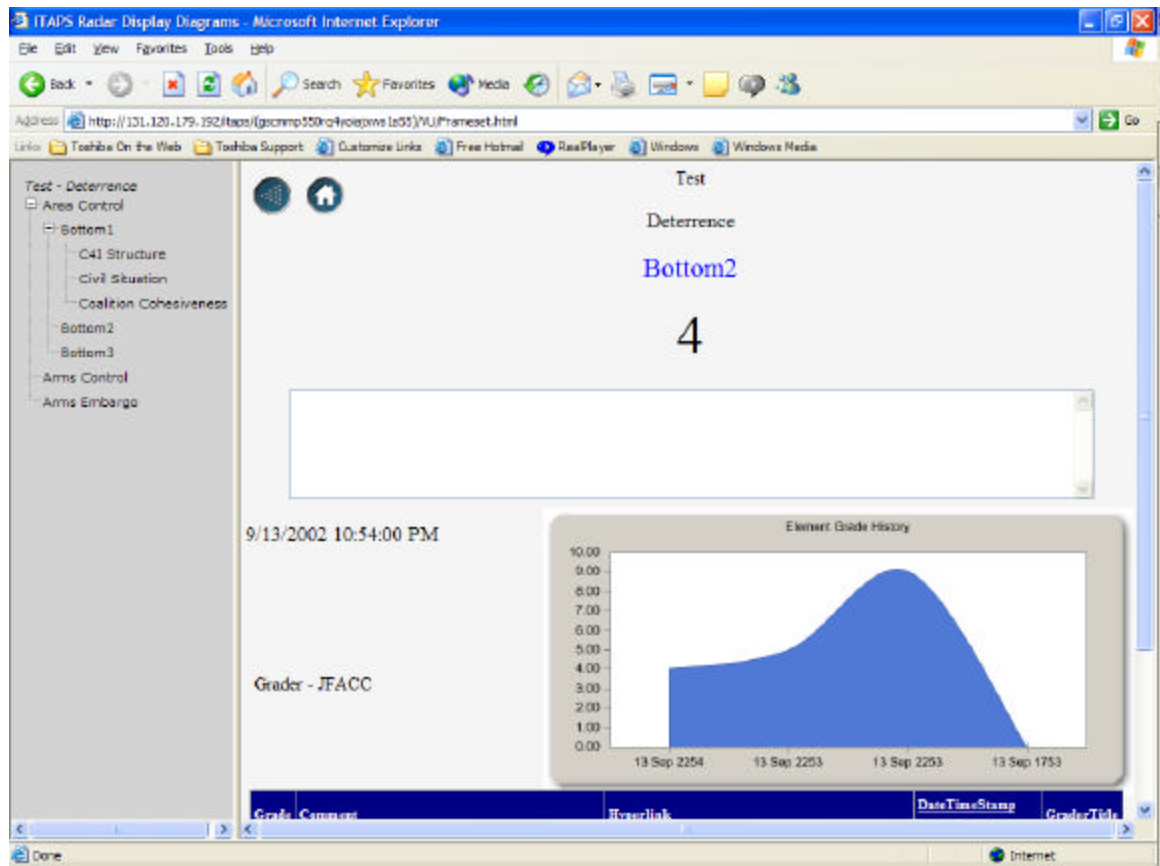 ITAPS Radar Display Diagrams - Microsoft Internet Explorer
File Edit View Favorites Tools Help
Back Search Favorites Media
Address Go
Links Toshiba On the Web Toshiba Support Customize Links Free Hotmail RealPlayer Windows Windows Media
Test - Deterrence
Area Control
Bottom1
C4I Structure
Civil Situation
Coalition Cohesiveness
Bottom2
Bottom3
Arms Control
Arms Embargo
Test
Deterrence
Bottom2
4
9/13/2002 10:54:00 PM
Grader - JFACC
Element Grade History
10.00
9.00
8.00
7.00
6.00
5.00
4.00
3.00
2.00
1.00
0.00
13 Sep 2254 13 Sep 2253 13 Sep 2253 13 Sep 1753
Grade Comment Hyperlink DateTimeStamp GraderTitle
Done Internet